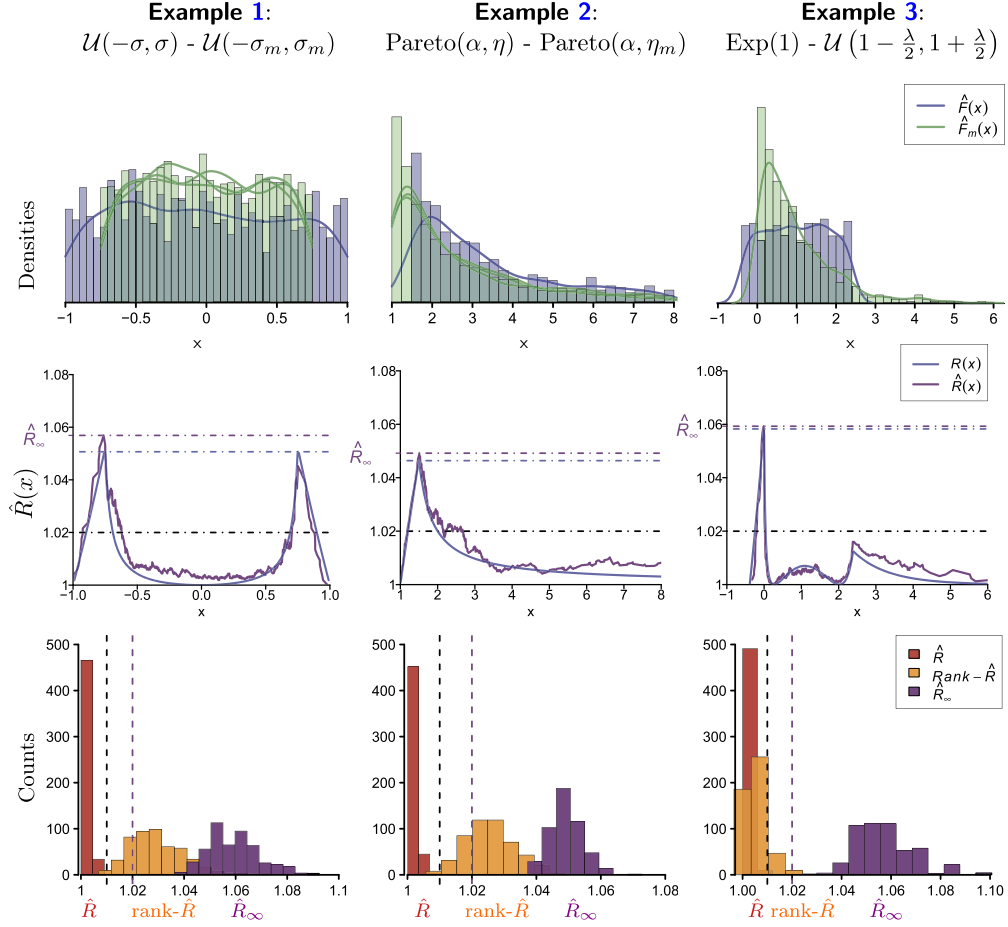 Example 1: Example 2: Example 3:
𝒰(−σ, σ) - 𝒰(−σₘ, σₘ) Pareto(α, η) - Pareto(α, ηₘ) Exp(1) - 𝒰(1 − λ/2, 1 + λ/2)
F̂(x)
F̂ₘ(x)
Densities
−1 −0.5 0 0.5 1
1 2 3 4 5 6 7 8
−1 0 1 2 3 4 5 6
x x x
R(x)
R̂(x)
R̂(x)
1.08
1.06
1.04
1.02
1
R̂∞
−1.0 −0.5 0.0 0.5 1.0
x
1.08
1.06
1.04
1.02
1
R̂∞
1 2 3 4 5 6 7 8
x
1.08
1.06
1.04
1.02
1
R̂∞
−1 0 1 2 3 4 5 6
x
R̂
Rank−R̂
R̂∞
Counts
500
400
300
200
100
0
1 1.02 1.04 1.06 1.08 1.1
R̂ rank-R̂ R̂∞
500
400
300
200
100
0
1 1.02 1.04 1.06 1.08
R̂ rank-R̂ R̂∞
500
400
300
200
100
0
1.00 1.02 1.04 1.06 1.08 1.10
R̂ rank-R̂ R̂∞